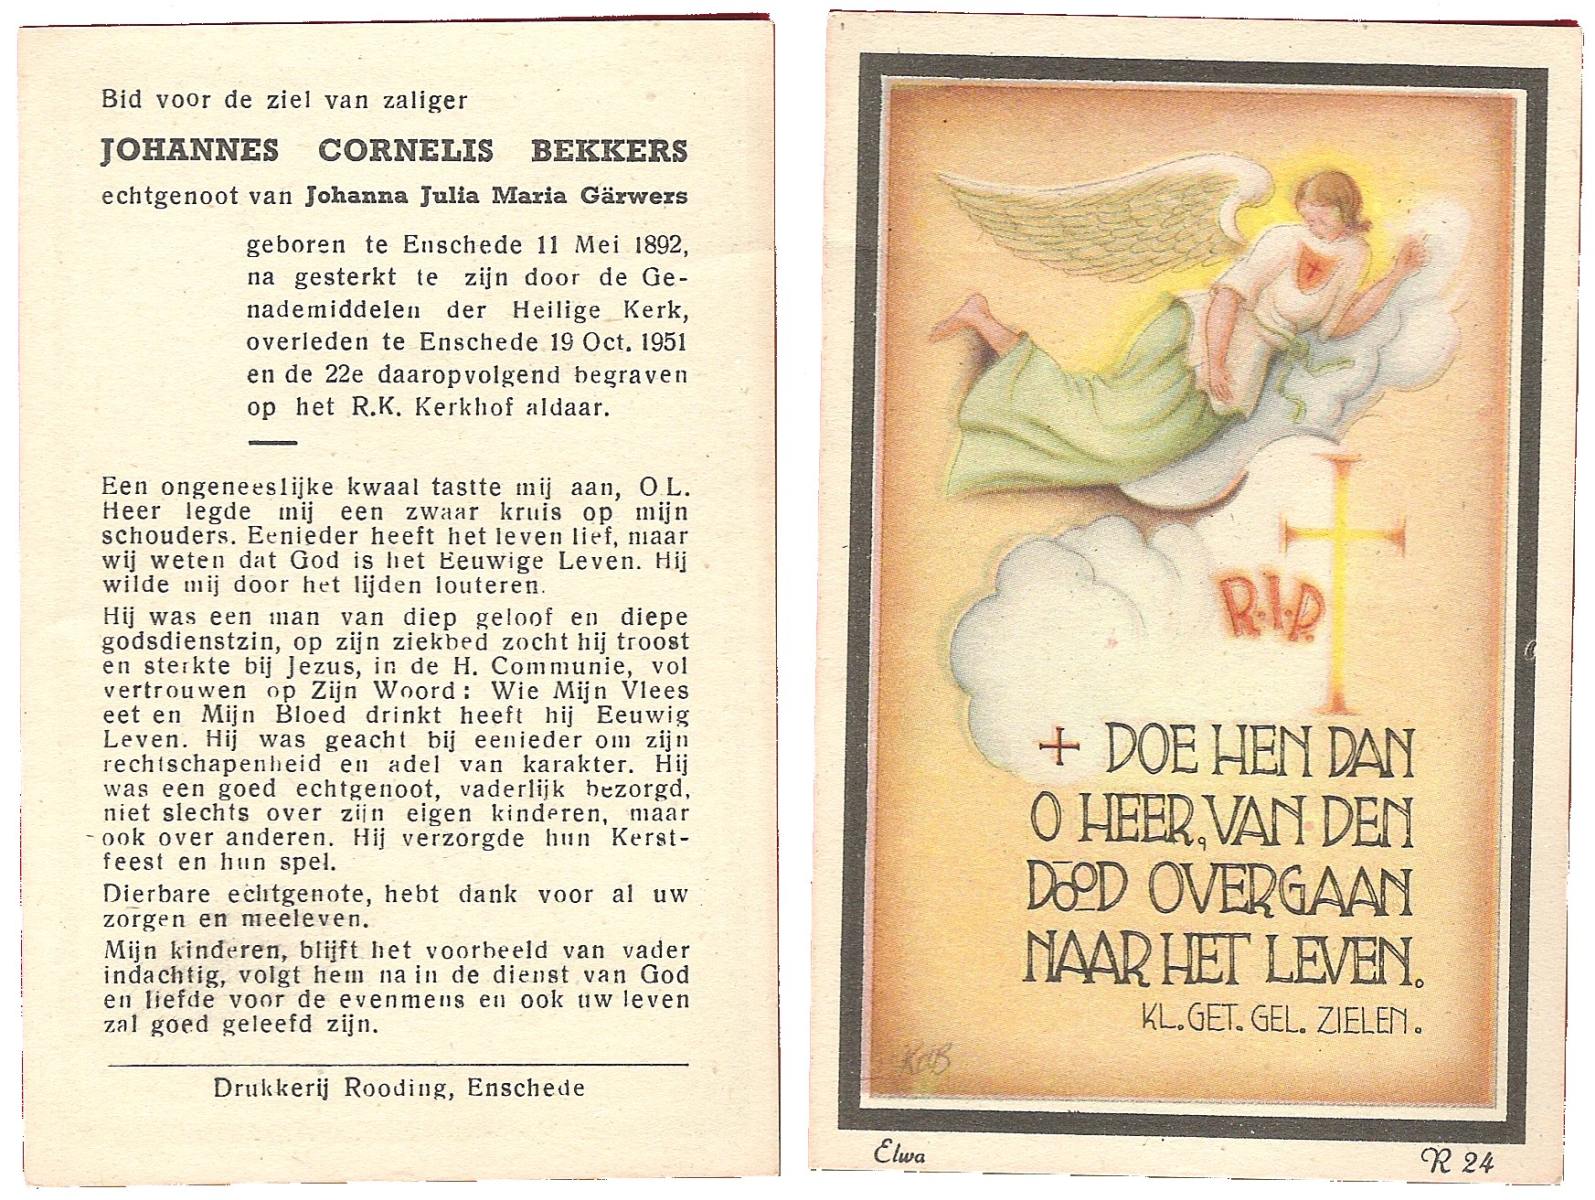 Bid voor de ziel van zaliger
JOHANNES CORNELIS BEKKERS
echtgenoot van Johanna Julia Maria Gärwers
geboren te Enschede 11 Mei 1892,
na gesterkt te zijn door de Ge-
nademiddelen der Heilige Kerk,
overleden te Enschede 19 Oct. 1951
en de 22e daaropvolgend begraven
op het R.K. Kerkhof aldaar.
Een ongeneeslijke kwaal tastte mij aan, O L.
Heer legde mij een zwaar kruis op mijn
schouders. Eenieder heeft het leven lief, maar
wij weten dat God is het Eeuwige Leven. Hij
wilde mij door het lijden louteren.
Hij was een man van diep geloof en diepe
godsdienstzin, op zijn ziekbed zocht hij troost
en sterkte bij Jezus, in de H. Communie, vol
vertrouwen op Zijn Woord: Wie Mijn Vlees
eet en Mijn Bloed drinkt heeft hij Eeuwig
Leven. Hij was geacht bij eenieder om zijn
rechtschapenheid en adel van karakter. Hij
was een goed echtgenoot, vaderlijk bezorgd,
niet slechts over zijn eigen kinderen, maar
ook over anderen. Hij verzorgde hun Kerst-
feest en hun spel.
Dierbare echtgenote, hebt dank voor al uw
zorgen en meeleven.
Mijn kinderen, blijft het voorbeeld van vader
indachtig, volgt hem na in de dienst van God
en liefde voor de evenmens en ook uw leven
zal goed geleefd zijn.
Drukkerij Rooding, Enschede
R.I.P.
+ DOE HEN DAN
O HEER, VAN DEN
DOOD OVERGAAN
NAAR HET LEVEN.
KL. GET. GEL. ZIELEN.
Elwa
R 24